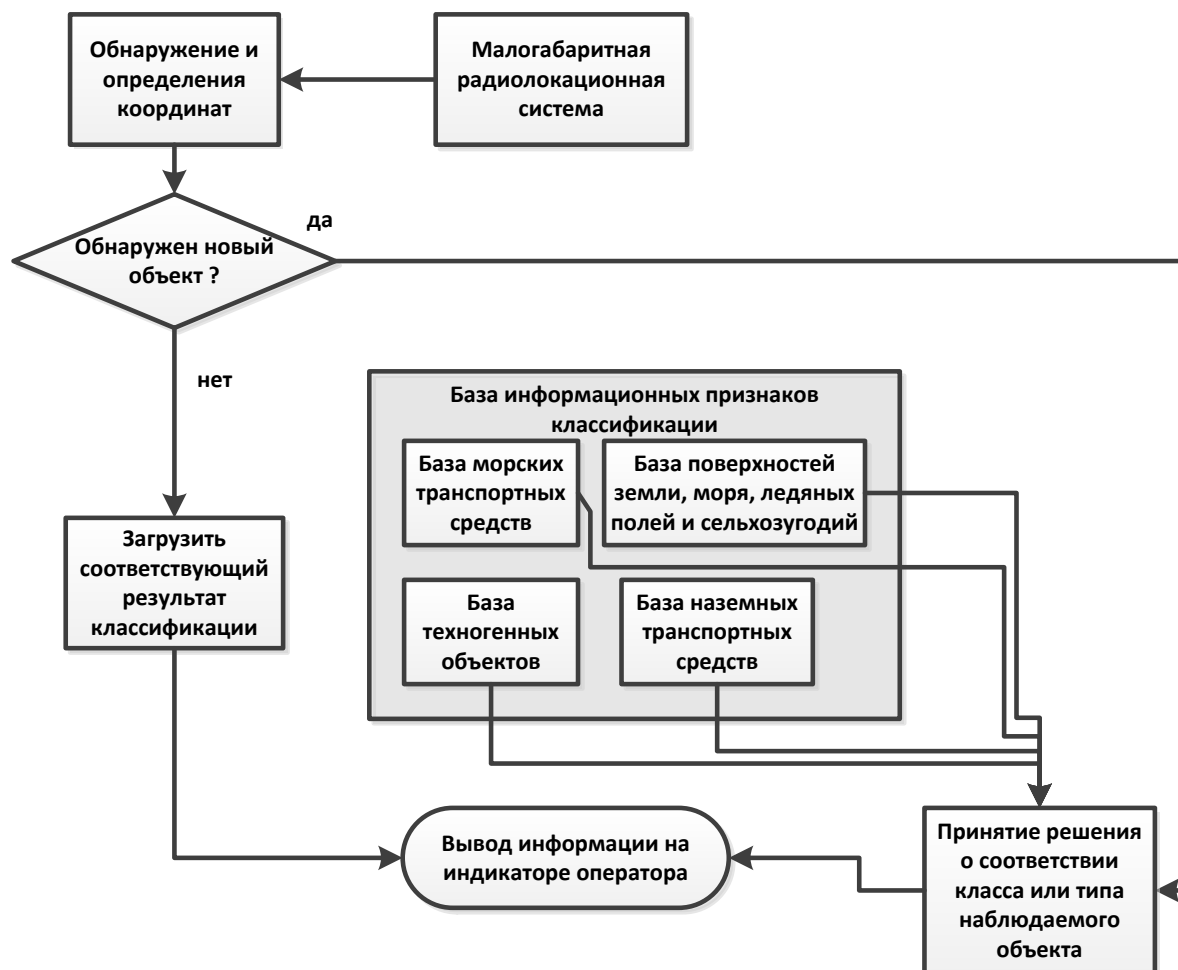 Обнаружение и
определения
координат
Малогабаритная
радиолокационная
система
да
Обнаружен новый
объект ?
нет
База информационных признаков
классификации
База морских
транспортных
средств
База поверхностей
земли, моря, ледяных
полей и сельхозугодий
Загрузить
соответствующий
результат
классификации
База
техногенных
объектов
База наземных
транспортных
средств
Вывод информации на
индикаторе оператора
Принятие решения
о соответствии
класса или типа
наблюдаемого
объекта